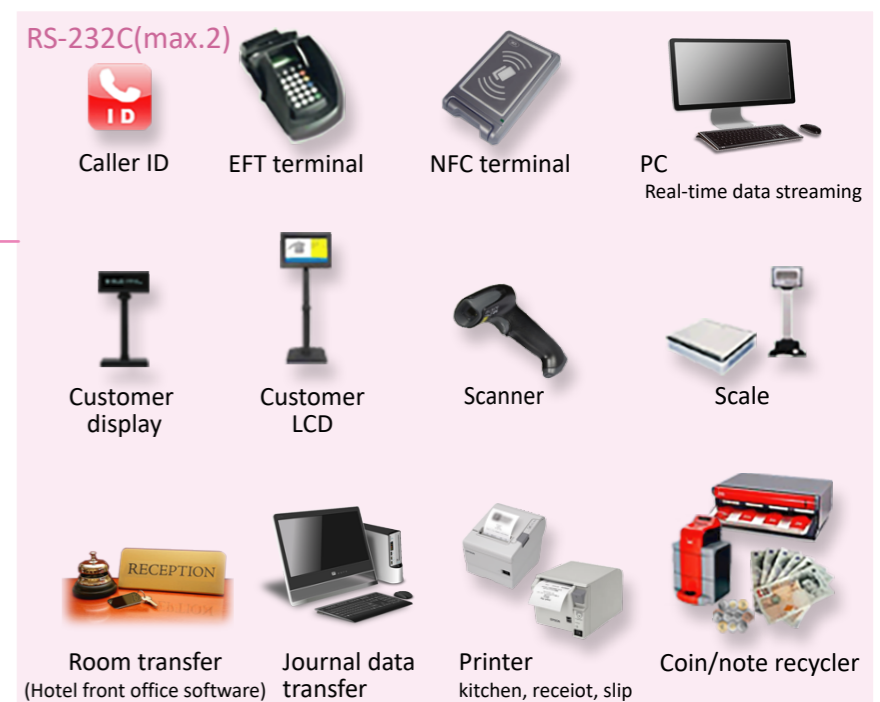 RS-232C(max.2)
ID
Caller ID
EFT terminal
NFC terminal
PC
Real-time data streaming
Customer
display
Customer
LCD
Scanner
Scale
RECEPTION
Room transfer
(Hotel front office software)
Journal data
transfer
Printer
kitchen, receiot, slip
Coin/note recycler